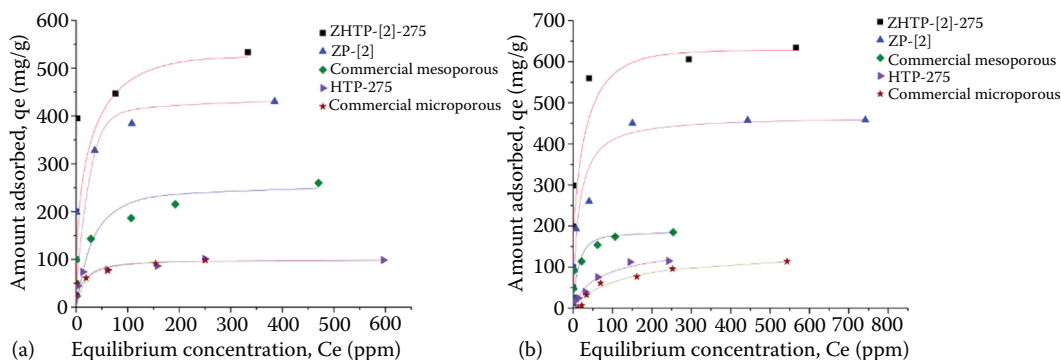 600
500
400
300
200
100
0
Amount adsorbed, qe (mg/g)
ZHTP-[2]-275
ZP-[2]
Commercial mesoporous
HTP-275
Commercial microporous
0 100 200 300 400 500 600
(a) Equilibrium concentration, Ce (ppm)
700
600
500
400
300
200
100
0
Amount adsorbed, qe (mg/g)
ZHTP-[2]-275
ZP-[2]
Commercial mesoporous
HTP-275
Commercial microporous
0 100 200 300 400 500 600 700 800
(b) Equilibrium concentration, Ce (ppm)